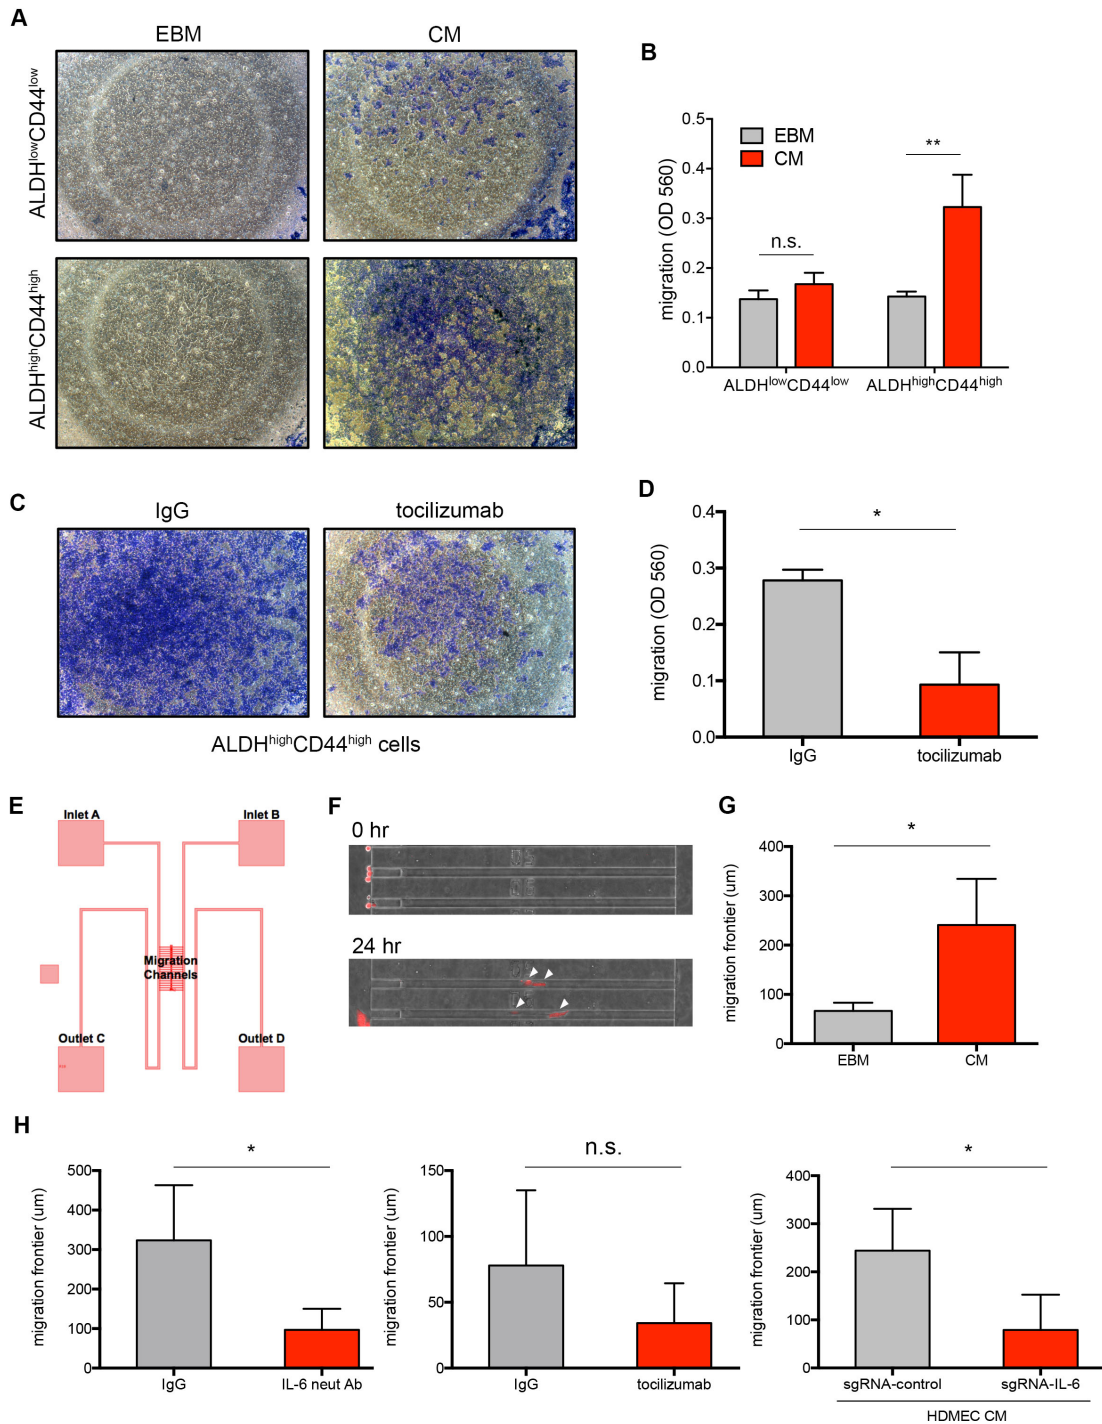 A
EBM
CM
ALDHlowCD44low
ALDHhighCD44high
B
0.5
0.4
0.3
0.2
0.1
0.0
migration (OD 560)
EBM
CM
n.s.
**
ALDHlowCD44low
ALDHhighCD44high
C
IgG
tocilizumab
ALDHhighCD44high cells
D
0.4
0.3
0.2
0.1
0.0
migration (OD 560)
*
IgG
tocilizumab
E
Inlet A
Inlet B
Migration
Channels
Outlet C
Outlet D
F
0 hr
24 hr
G
400
300
200
100
0
migration frontier (um)
*
EBM
CM
H
500
400
300
200
100
0
migration frontier (um)
*
IgG
IL-6 neut Ab
150
100
50
0
migration frontier (um)
n.s.
IgG
tocilizumab
400
300
200
100
0
migration frontier (um)
*
sgRNA-control
sgRNA-IL-6
HDMEC CM